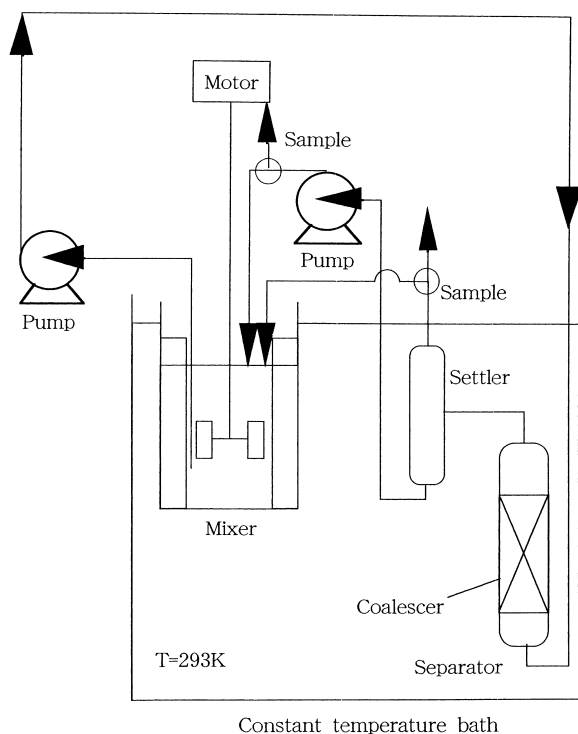 Motor
Sample
Pump
Sample
Pump
Settler
Mixer
Coalescer
T=293K
Separator
Constant temperature bath